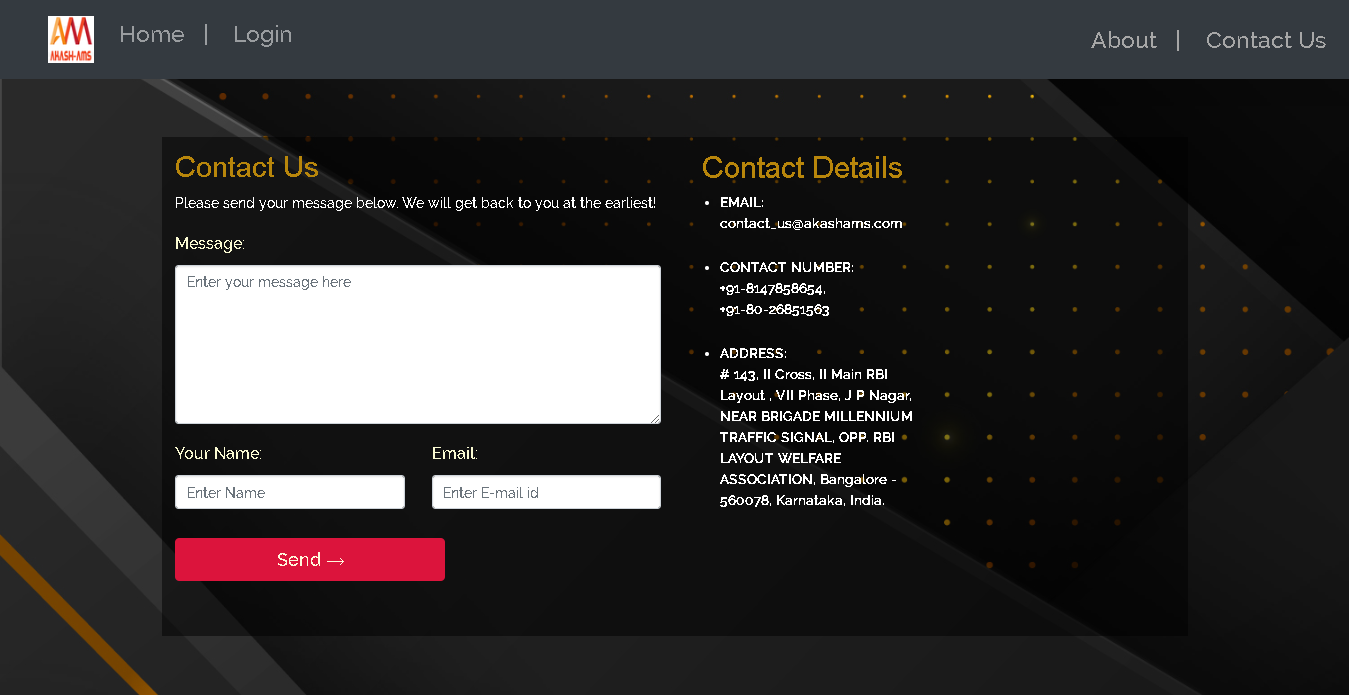 AM
AKASH-AMS
Home | Login
About | Contact Us
Contact Us
Please send your message below. We will get back to you at the earliest!
Message:
Enter your message here
Your Name:
Email:
Enter Name
Enter E-mail id
Send →
Contact Details
• EMAIL:
contact_us@akashams.com
• CONTACT NUMBER:
+91-8147858654,
+91-80-26851563
• ADDRESS:
# 143, II Cross, II Main RBI
Layout , VII Phase, J P Nagar,
NEAR BRIGADE MILLENNIUM
TRAFFIC SIGNAL, OPP. RBI
LAYOUT WELFARE
ASSOCIATION, Bangalore -
560078, Karnataka, India.